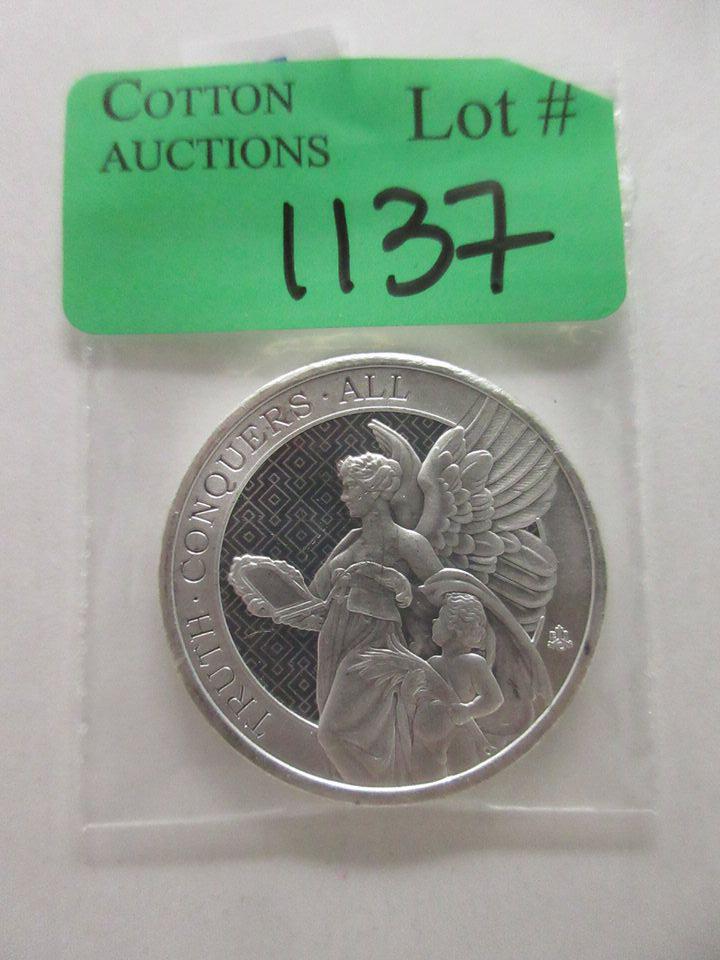 COTTON
AUCTIONS
Lot #
1137
TRUTH · CONQUERS · ALL